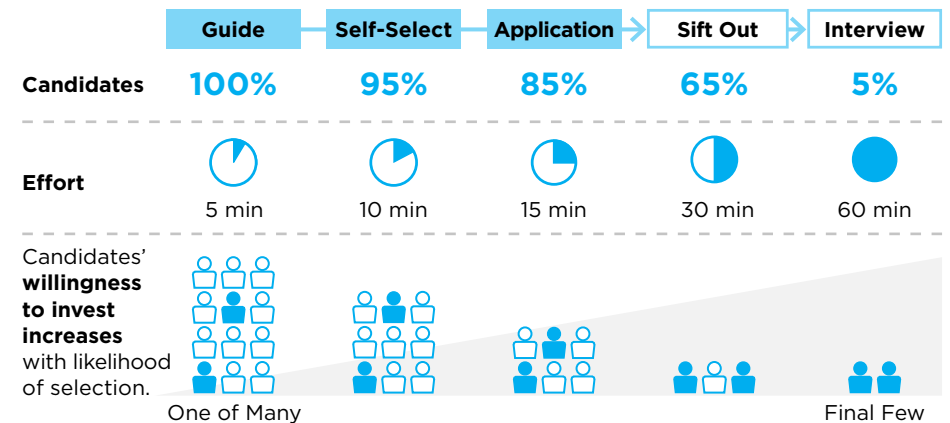 Guide Self-Select Application Sift Out Interview
Candidates 100% 95% 85% 65% 5%
Effort
5 min 10 min 15 min 30 min 60 min
Candidates’
willingness
to invest
increases
with likelihood
of selection.
One of Many Final Few